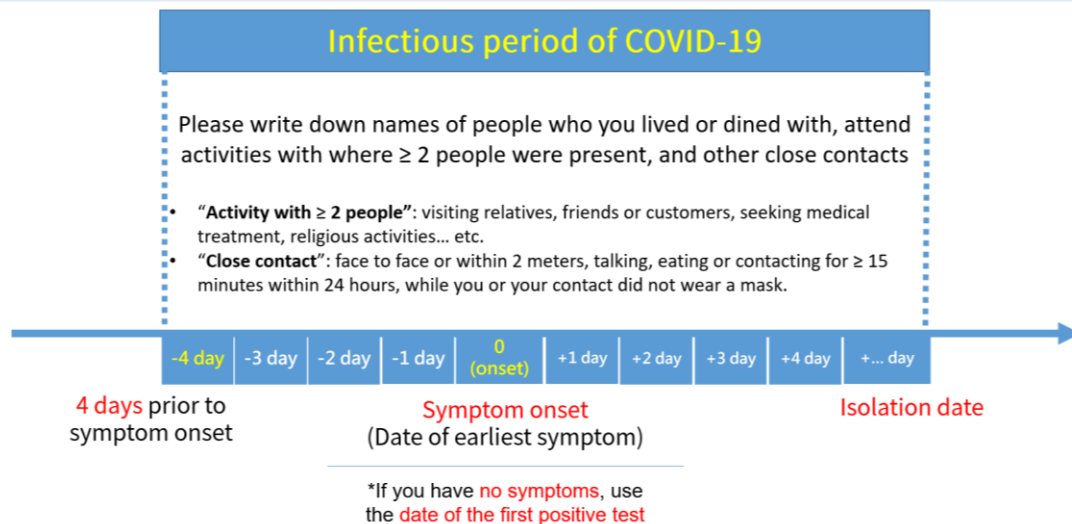 Infectious period of COVID-19
Please write down names of people who you lived or dined with, attend
activities with where ≥ 2 people were present, and other close contacts
• “Activity with ≥ 2 people”: visiting relatives, friends or customers, seeking medical
treatment, religious activities... etc.
• “Close contact”: face to face or within 2 meters, talking, eating or contacting for ≥ 15
minutes within 24 hours, while you or your contact did not wear a mask.
-4 day -3 day -2 day -1 day 0 (onset) +1 day +2 day +3 day +4 day +... day
4 days prior to
symptom onset
Symptom onset
(Date of earliest symptom)
Isolation date
*If you have no symptoms, use
the date of the first positive test